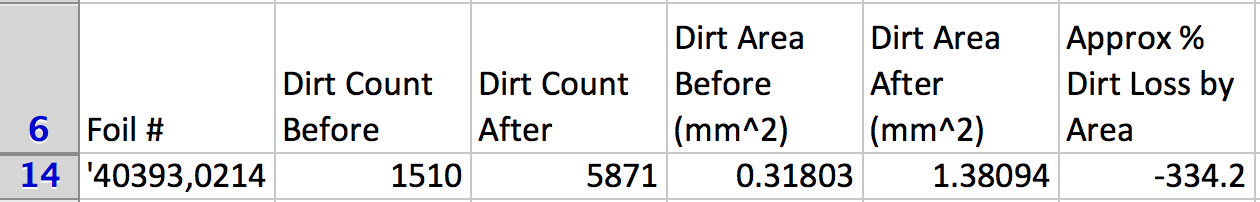 6 Foil # Dirt Count Before Dirt Count After Dirt Area Before (mm^2) Dirt Area After (mm^2) Approx % Dirt Loss by Area
14 '40393,0214 1510 5871 0.31803 1.38094 -334.2